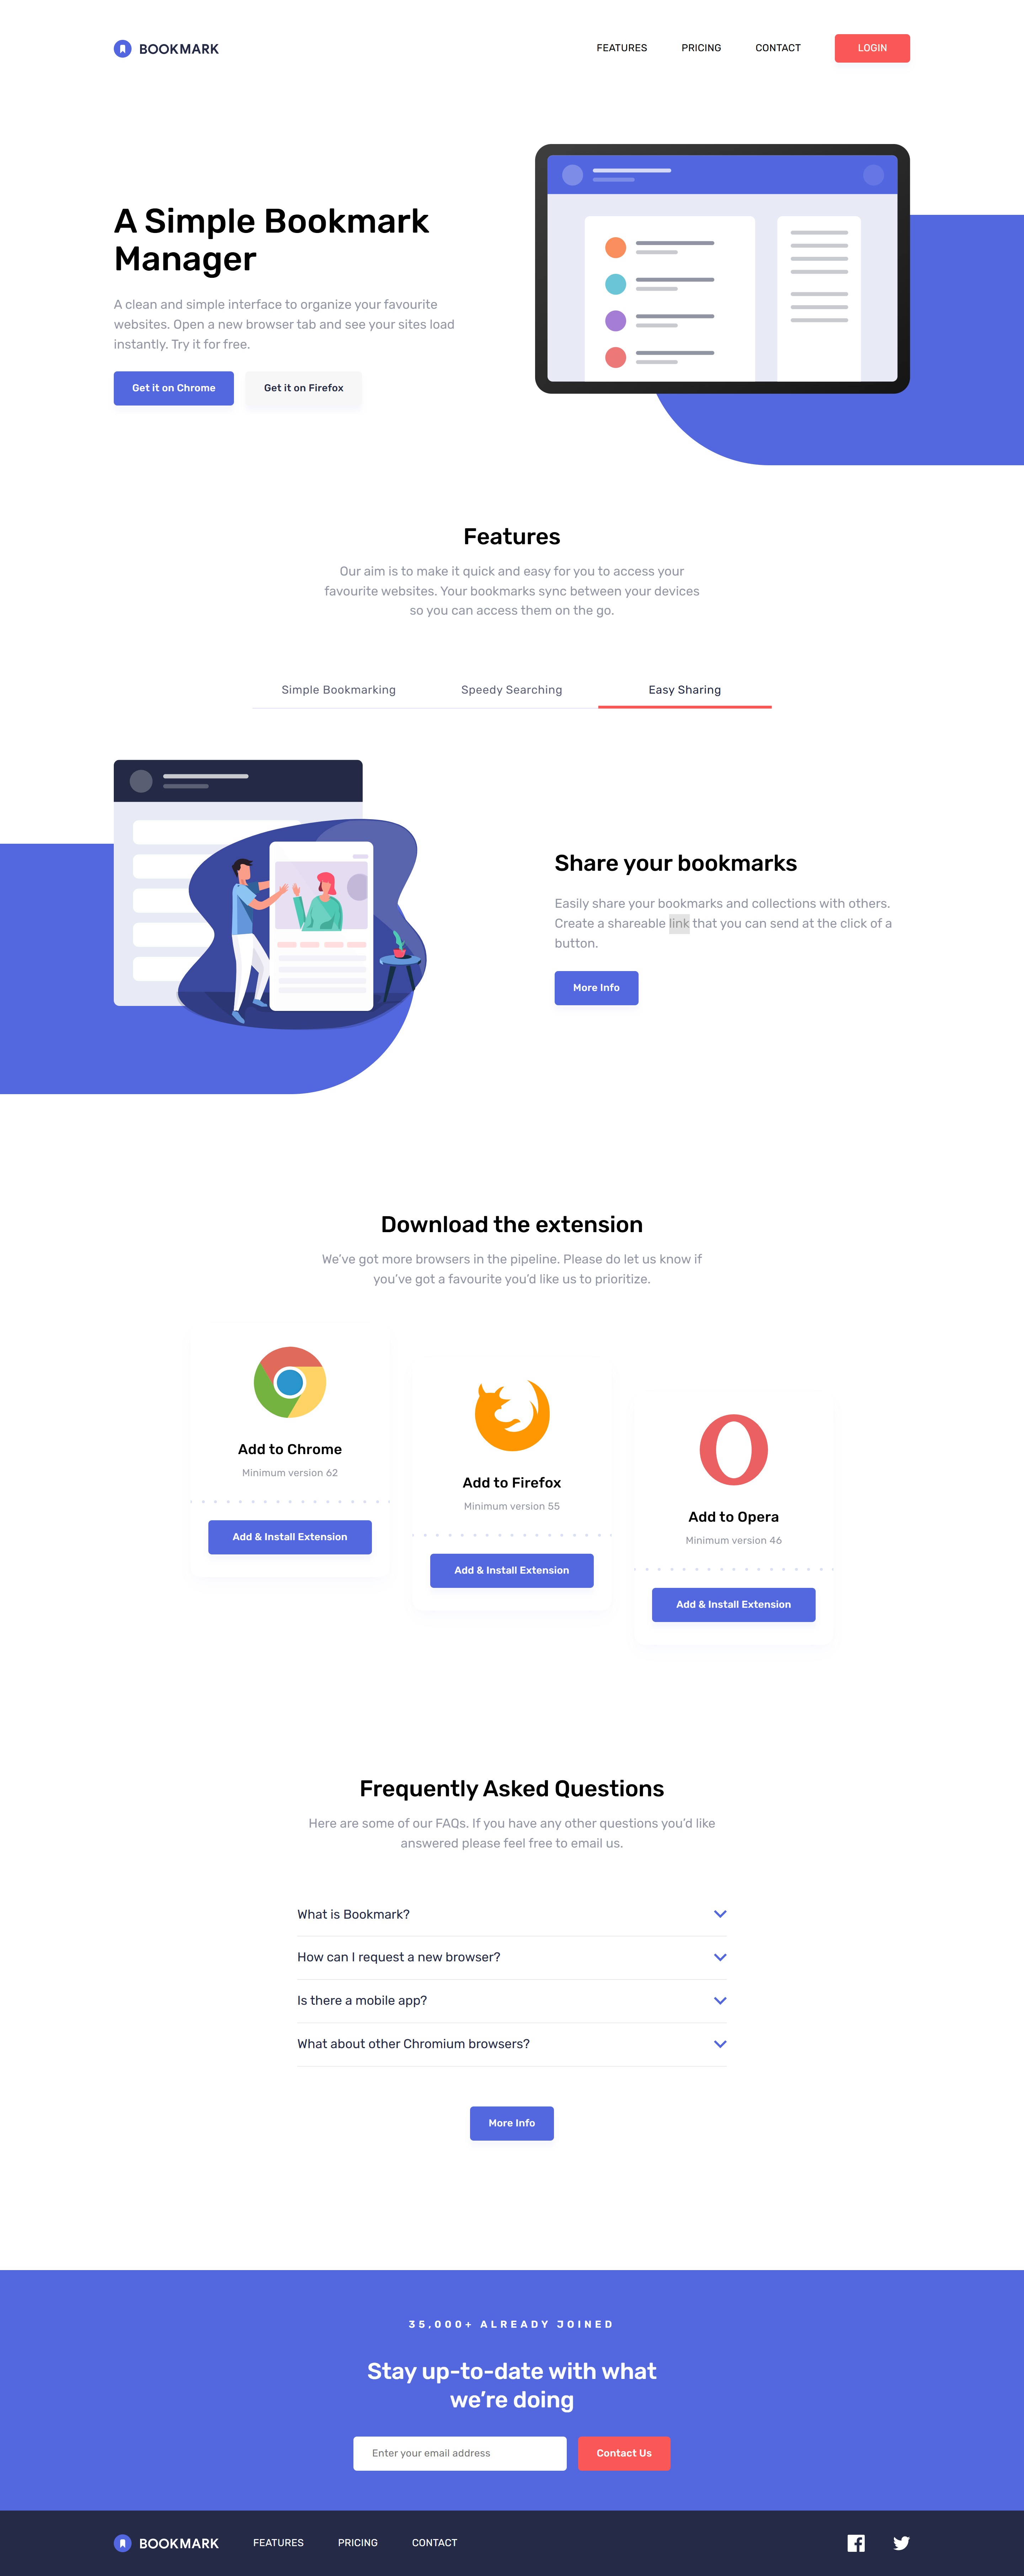 BOOKMARK
FEATURES
PRICING
CONTACT
LOGIN
A Simple Bookmark
Manager
A clean and simple interface to organize your favourite
websites. Open a new browser tab and see your sites load
instantly. Try it for free.
Get it on Chrome
Get it on Firefox
Features
Our aim is to make it quick and easy for you to access your
favourite websites. Your bookmarks sync between your devices
so you can access them on the go.
Simple Bookmarking
Speedy Searching
Easy Sharing
Share your bookmarks
Easily share your bookmarks and collections with others.
Create a shareable link that you can send at the click of a
button.
More Info
Download the extension
We've got more browsers in the pipeline. Please do let us know if
you've got a favourite you'd like us to prioritize.
Add to Chrome
Minimum version 62
Add & Install Extension
Add to Firefox
Minimum version 55
Add & Install Extension
Add to Opera
Minimum version 46
Add & Install Extension
Frequently Asked Questions
Here are some of our FAQs. If you have any other questions you'd like
answered please feel free to email us.
What is Bookmark?
How can I request a new browser?
Is there a mobile app?
What about other Chromium browsers?
More Info
35,000+ ALREADY JOINED
Stay up-to-date with what
we're doing
Enter your email address
Contact Us
BOOKMARK
FEATURES
PRICING
CONTACT